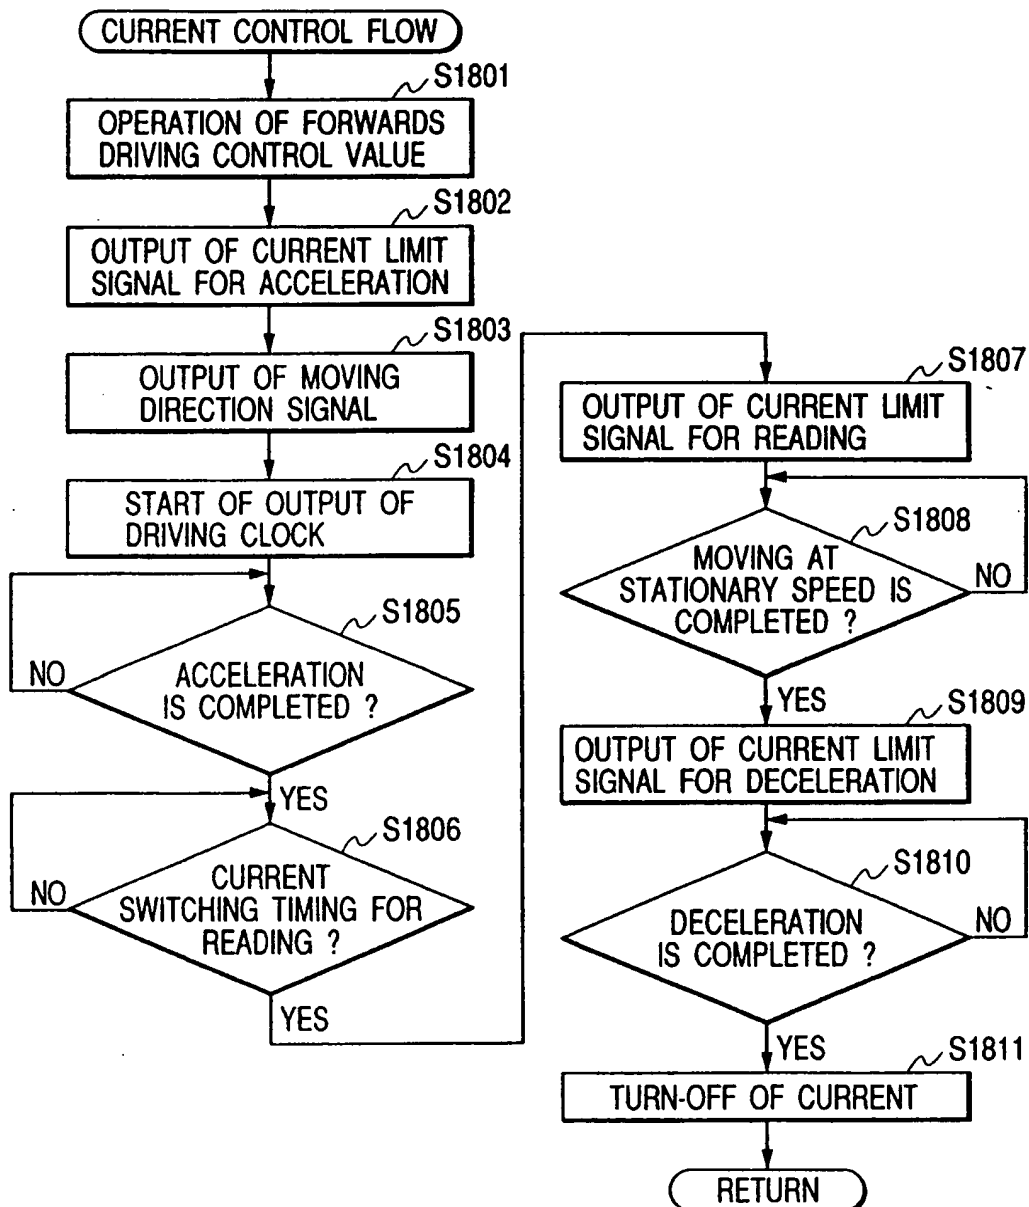 CURRENT CONTROL FLOW
S1801
OPERATION OF FORWARDS
DRIVING CONTROL VALUE
S1802
OUTPUT OF CURRENT LIMIT
SIGNAL FOR ACCELERATION
S1803
OUTPUT OF MOVING
DIRECTION SIGNAL
S1804
START OF OUTPUT OF
DRIVING CLOCK
S1805
NO
ACCELERATION
IS COMPLETED ?
YES
S1806
NO
CURRENT
SWITCHING TIMING FOR
READING ?
YES
S1807
OUTPUT OF CURRENT LIMIT
SIGNAL FOR READING
S1808
MOVING AT
STATIONARY SPEED IS
COMPLETED ?
NO
YES
S1809
OUTPUT OF CURRENT LIMIT
SIGNAL FOR DECELERATION
S1810
DECELERATION
IS COMPLETED ?
NO
YES
S1811
TURN-OFF OF CURRENT
RETURN